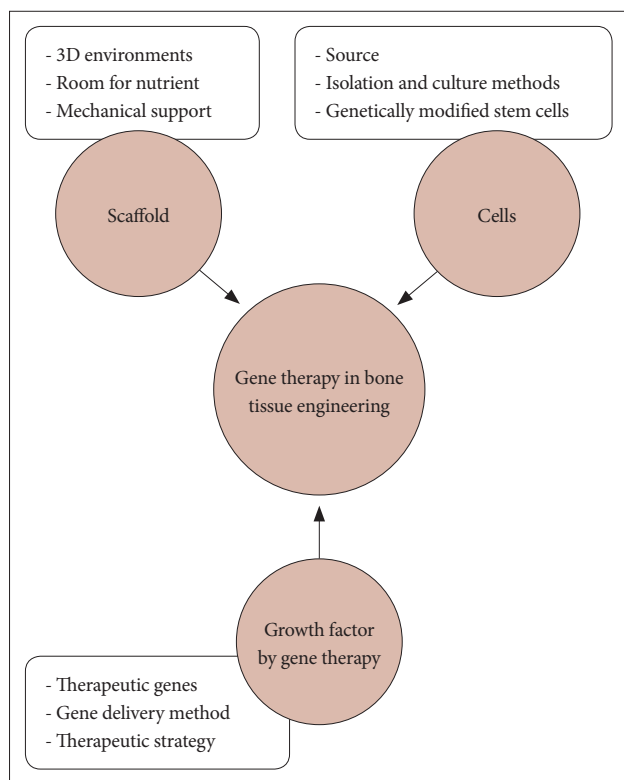 - 3D environments
- Room for nutrient
- Mechanical support
Scaffold
- Source
- Isolation and culture methods
- Genetically modified stem cells
Cells
Gene therapy in bone
tissue engineering
Growth factor
by gene therapy
- Therapeutic genes
- Gene delivery method
- Therapeutic strategy